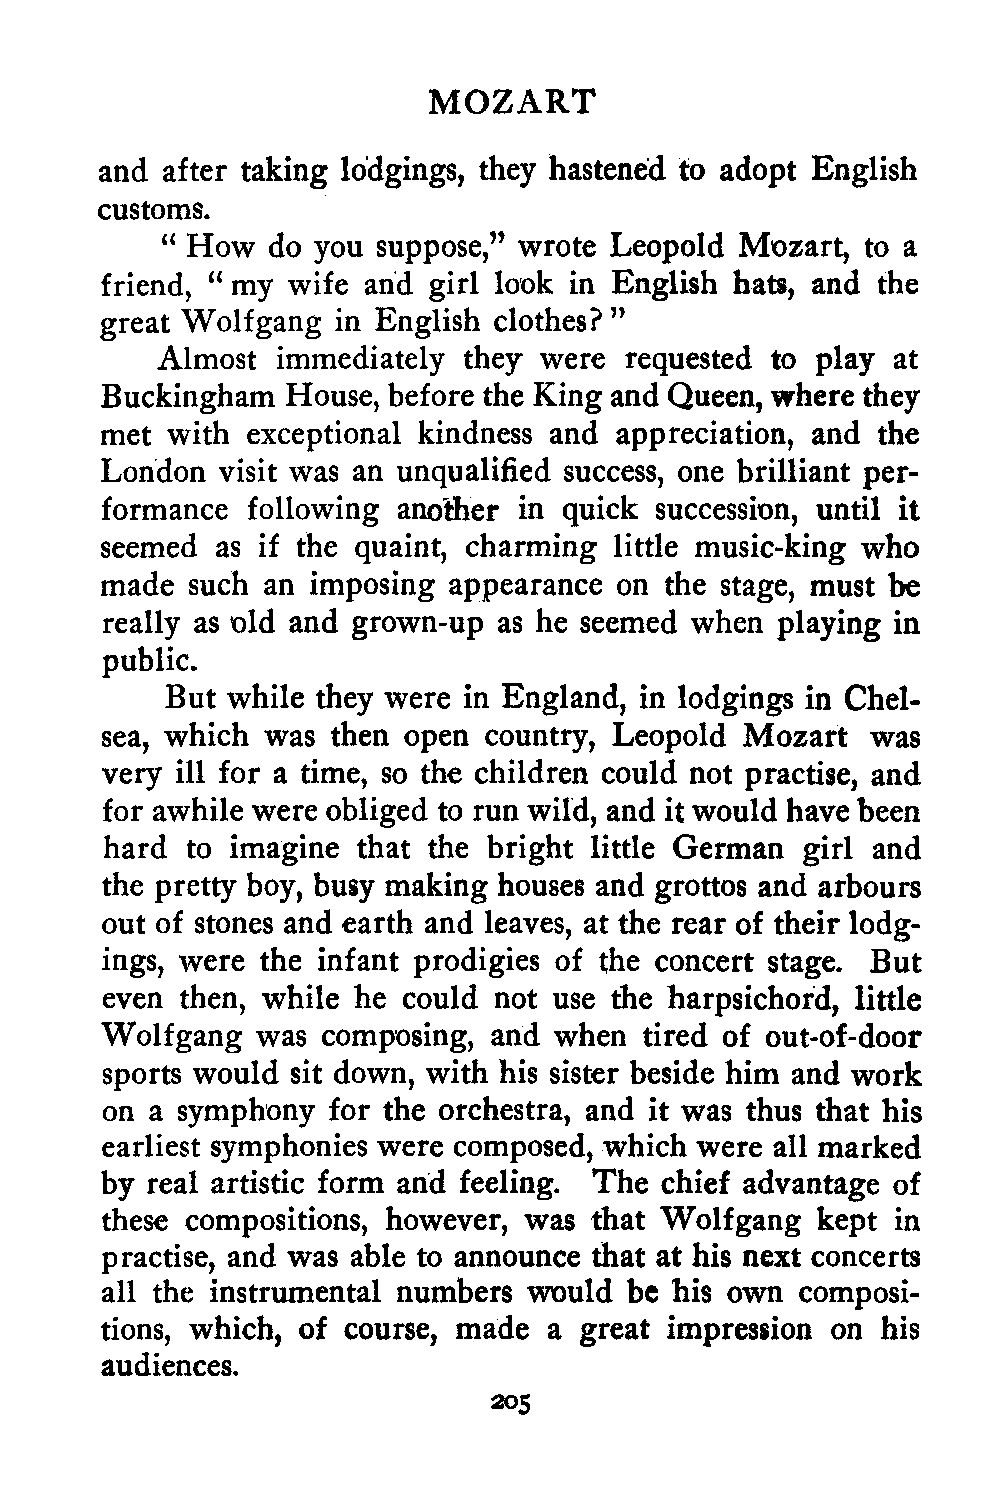 MOZART
and after taking lodgings, they hastened to adopt English
customs.
“ How do you suppose,” wrote Leopold Mozart, to a
friend, “ my wife and girl look in English hats, and the
great Wolfgang in English clothes? ”
Almost immediately they were requested to play at
Buckingham House, before the King and Queen, where they
met with exceptional kindness and appreciation, and the
London visit was an unqualified success, one brilliant per-
formance following another in quick succession, until it
seemed as if the quaint, charming little music-king who
made such an imposing appearance on the stage, must be
really as old and grown-up as he seemed when playing in
public.
But while they were in England, in lodgings in Chel-
sea, which was then open country, Leopold Mozart was
very ill for a time, so the children could not practise, and
for awhile were obliged to run wild, and it would have been
hard to imagine that the bright little German girl and
the pretty boy, busy making houses and grottos and arbours
out of stones and earth and leaves, at the rear of their lodg-
ings, were the infant prodigies of the concert stage. But
even then, while he could not use the harpsichord, little
Wolfgang was composing, and when tired of out-of-door
sports would sit down, with his sister beside him and work
on a symphony for the orchestra, and it was thus that his
earliest symphonies were composed, which were all marked
by real artistic form and feeling. The chief advantage of
these compositions, however, was that Wolfgang kept in
practise, and was able to announce that at his next concerts
all the instrumental numbers would be his own composi-
tions, which, of course, made a great impression on his
audiences.
205